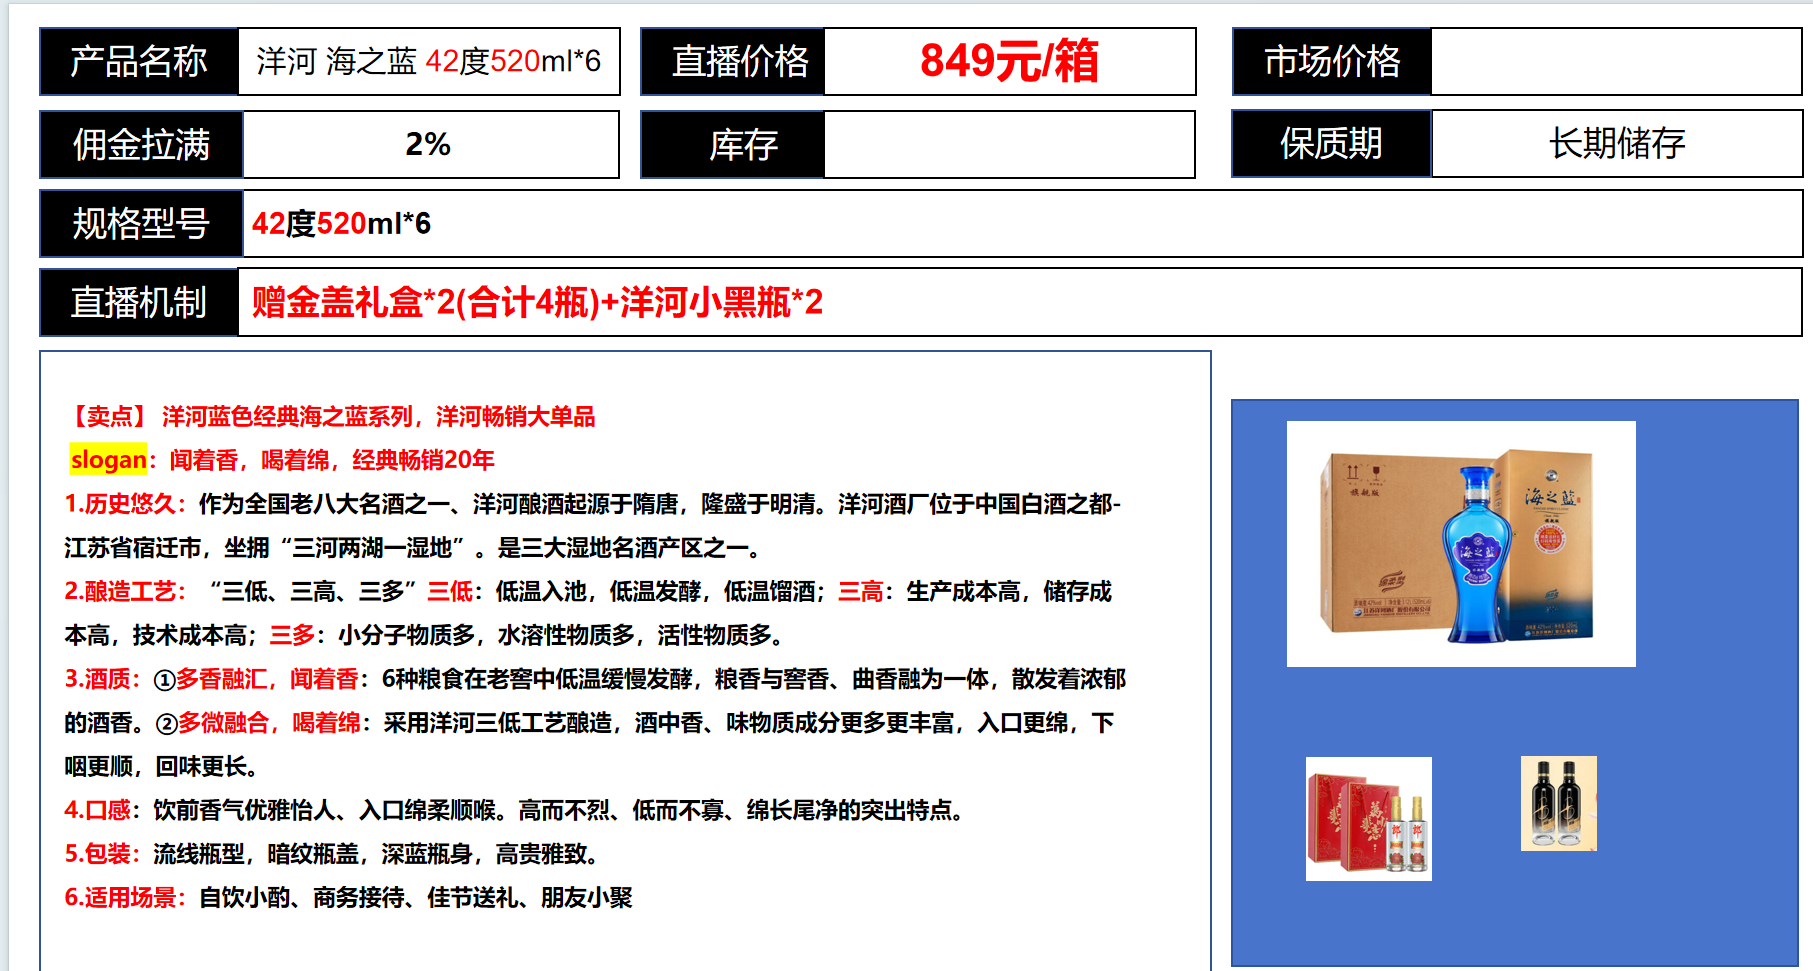 产品名称 洋河 海之蓝 42度520ml*6 直播价格 849元/箱 市场价格
佣金拉满 2% 库存 保质期 长期储存
规格型号 42度520ml*6
直播机制 赠金盖礼盒*2(合计4瓶)+洋河小黑瓶*2
【卖点】 洋河蓝色经典海之蓝系列，洋河畅销大单品
slogan：闻着香，喝着绵，经典畅销20年
1.历史悠久：作为全国老八大名酒之一、洋河酿酒起源于隋唐，隆盛于明清。洋河酒厂位于中国白酒之都-
江苏省宿迁市，坐拥“三河两湖一湿地”。是三大湿地名酒产区之一。
2.酿造工艺：“三低、三高、三多”三低：低温入池，低温发酵，低温馏酒；三高：生产成本高，储存成
本高，技术成本高；三多：小分子物质多，水溶性物质多，活性物质多。
3.酒质：①多香融汇，闻着香：6种粮食在老窖中低温缓慢发酵，粮香与窖香、曲香融为一体，散发着浓郁
的酒香。②多微融合，喝着绵：采用洋河三低工艺酿造，酒中香、味物质成分更多更丰富，入口更绵，下
咽更顺，回味更长。
4.口感：饮前香气优雅怡人、入口绵柔顺喉。高而不烈、低而不寡、绵长尾净的突出特点。
5.包装：流线瓶型，暗纹瓶盖，深蓝瓶身，高贵雅致。
6.适用场景：自饮小酌、商务接待、佳节送礼、朋友小聚
旗舰版
海之蓝
海之蓝
绵柔型